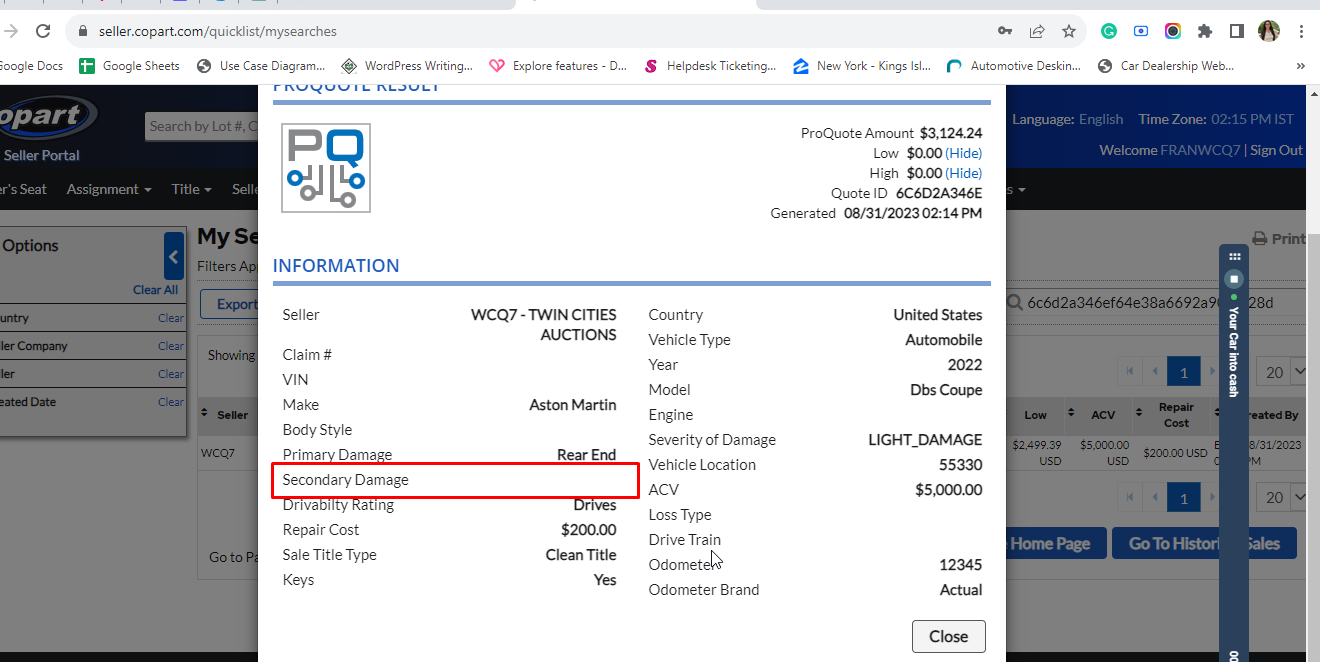 seller.copart.com/quicklist/mysearches
Google Docs
Google Sheets
Use Case Diagram...
WordPress Writing...
Explore features - D...
Helpdesk Ticketing...
New York - Kings Isl...
Automotive Deskin...
Car Dealership Web...
»
opart
Seller Portal
Search by Lot #, C
Language: English Time Zone: 02:15 PM IST
Welcome FRANWCQ7 | Sign Out
er's Seat Assignment Title Selle
s
Options
Clear All
untry Clear
ller Company Clear
ller Clear
eated Date Clear
My Se
Filters App
Export
Showing
Seller
WCQ7
Go to Pa
PROQUOTE RESULT
PQ
ProQuote Amount $3,124.24
Low $0.00 (Hide)
High $0.00 (Hide)
Quote ID 6C6D2A346E
Generated 08/31/2023 02:14 PM
INFORMATION
Seller WCQ7 - TWIN CITIES
AUCTIONS
Claim #
VIN
Make Aston Martin
Body Style
Primary Damage Rear End
Secondary Damage
Drivabilty Rating Drives
Repair Cost $200.00
Sale Title Type Clean Title
Keys Yes
Country United States
Vehicle Type Automobile
Year 2022
Model Dbs Coupe
Engine
Severity of Damage LIGHT_DAMAGE
Vehicle Location 55330
ACV $5,000.00
Loss Type
Drive Train
Odometer 12345
Odometer Brand Actual
Close
Print
6c6d2a346ef64e38a6692a9 28d
1 20
Low ACV Repair
Cost reated By
$2,499.39
USD
$5,000.00
USD
$200.00 USD
8/31/2023
PM
1 20
Home Page
Go To Histori ales
Your Car into cash
00